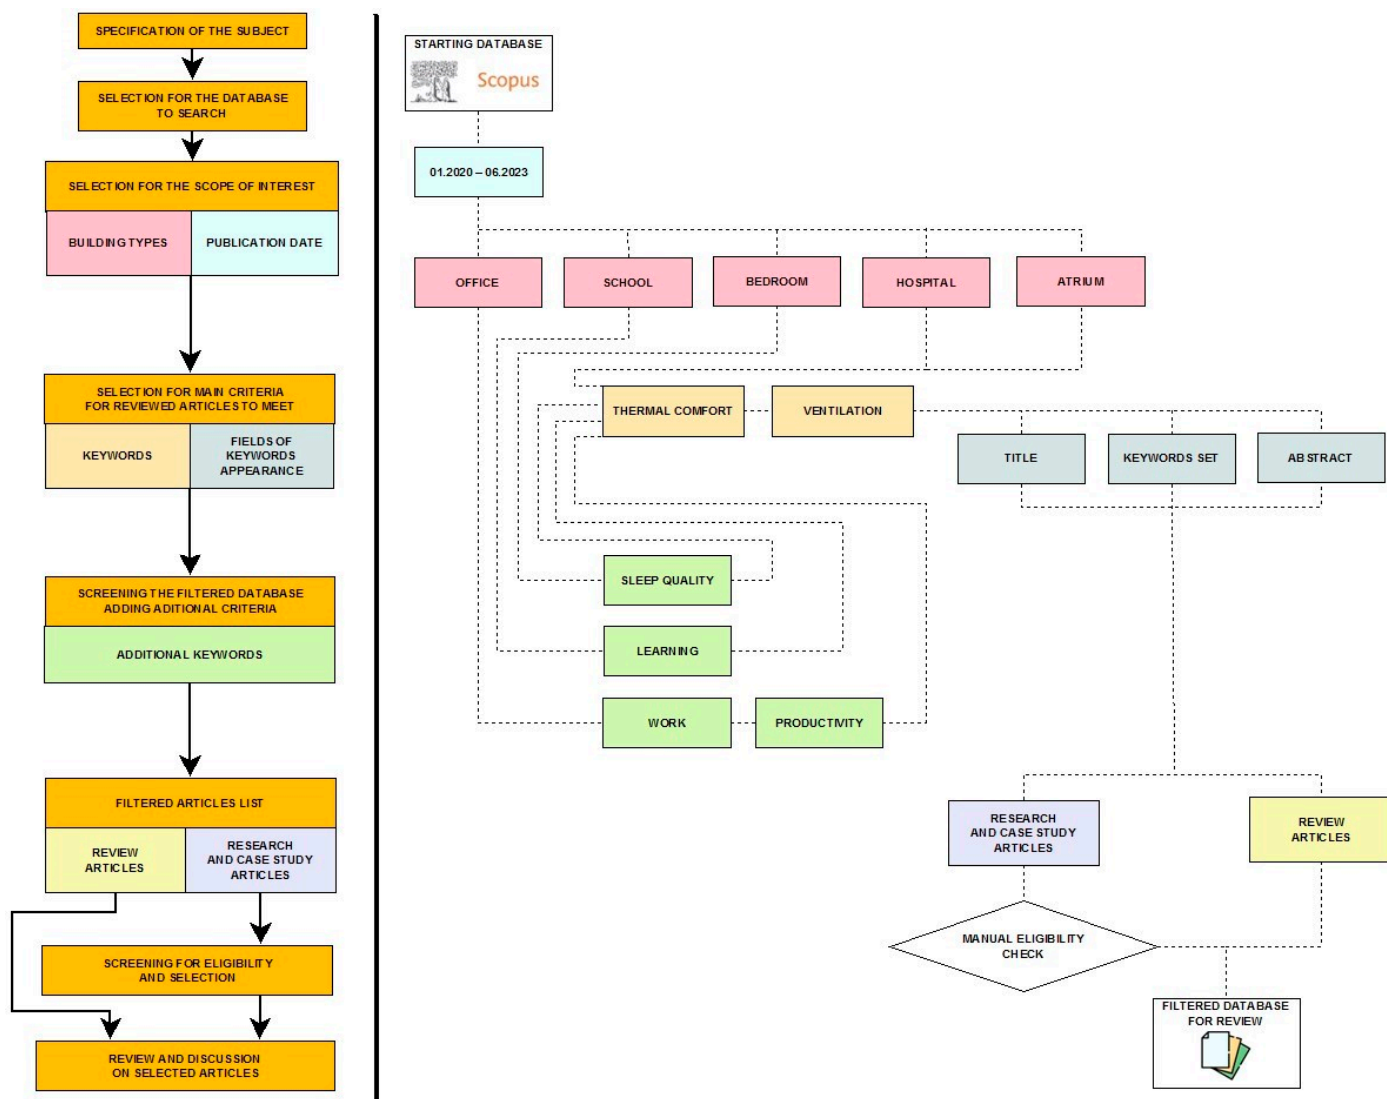 SPECIFICATION OF THE SUBJECT
SELECTION FOR THE DATABASE
TO SEARCH
SELECTION FOR THE SCOPE OF INTEREST
BUILDING TYPES
PUBLICATION DATE
SELECTION FOR MAIN CRITERIA
FOR REVIEWED ARTICLES TO MEET
KEYWORDS
FIELDS OF
KEYWORDS
APPEARANCE
SCREENING THE FILTERED DATABASE
ADDING ADITIONAL CRITERIA
ADDITIONAL KEYWORDS
FILTERED ARTICLES LIST
REVIEW
ARTICLES
RESEARCH
AND CASE STUDY
ARTICLES
SCREENING FOR ELIGIBILITY
AND SELECTION
REVIEW AND DISCUSSION
ON SELECTED ARTICLES
STARTING DATABASE
Scopus
01.2020 – 06.2023
OFFICE
SCHOOL
BEDROOM
HOSPITAL
ATRIUM
THERMAL COMFORT
VENTILATION
TITLE
KEYWORDS SET
ABSTRACT
SLEEP QUALITY
LEARNING
WORK
PRODUCTIVITY
RESEARCH
AND CASE STUDY
ARTICLES
REVIEW
ARTICLES
MANUAL ELIGIBILITY
CHECK
FILTERED DATABASE
FOR REVIEW